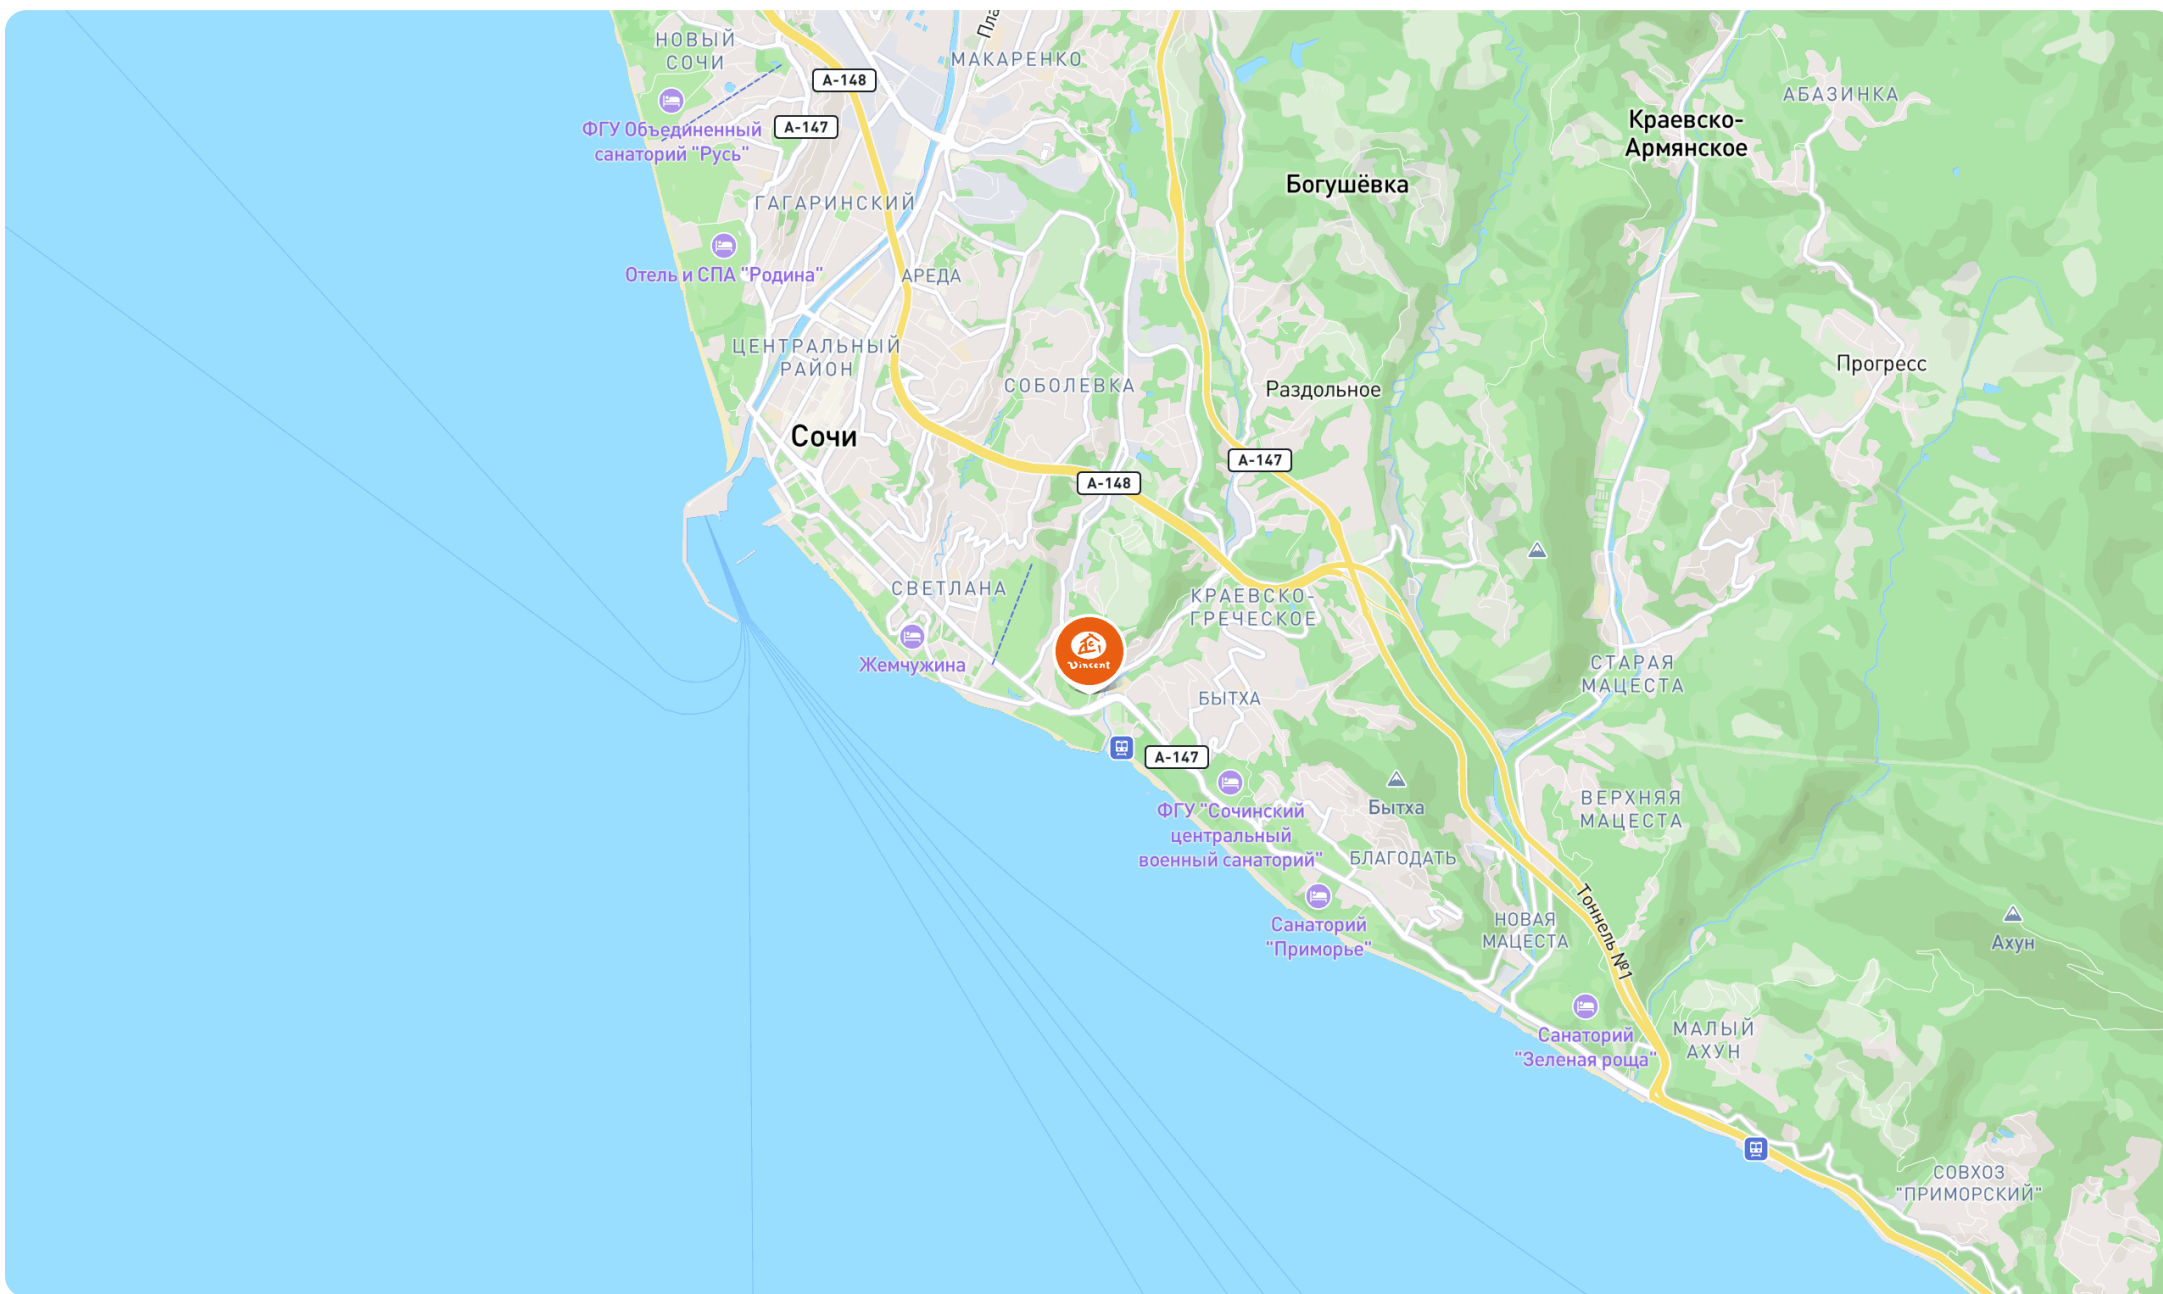 НОВЫЙ
СОЧИ
Пла
МАКАРЕНКО
А-148
АБАЗИНКА
ФГУ Объединенный
санаторий "Русь"
А-147
Краевско-
Армянское
Богушёвка
ГАГАРИНСКИЙ
Отель и СПА "Родина"
АРЕДА
ЦЕНТРАЛЬНЫЙ
РАЙОН
СОБОЛЕВКА
Раздольное
Прогресс
Сочи
А-147
А-148
СВЕТЛАНА
КРАЕВСКО-
ГРЕЧЕСКОЕ
Жемчужина
Vincent
БЫТХА
СТАРАЯ
МАЦЕСТА
А-147
ФГУ "Сочинский
центральный
военный санаторий"
Бытха
ВЕРХНЯЯ
МАЦЕСТА
БЛАГОДАТЬ
Санаторий
"Приморье"
НОВАЯ
МАЦЕСТА
Тоннель №1
Ахун
Санаторий
"Зеленая роща"
МАЛЫЙ
АХУН
СОВХОЗ
"ПРИМОРСКИЙ"